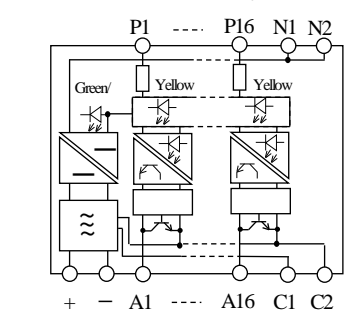 P1 ---- P16 N1 N2
Green/ Yellow Yellow
+ − A1 ---- A16 C1 C2